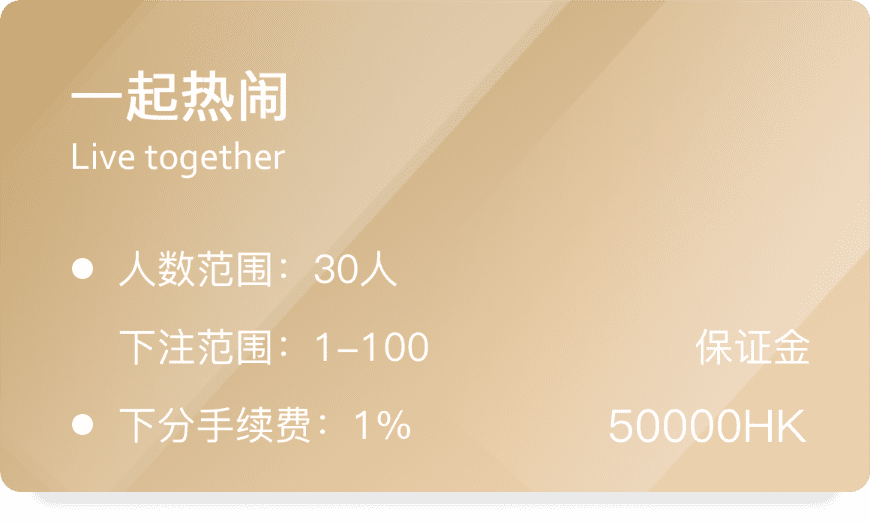 一起热闹
Live together
人数范围：30人
下注范围：1-100
保证金
下分手续费：1%
50000HK